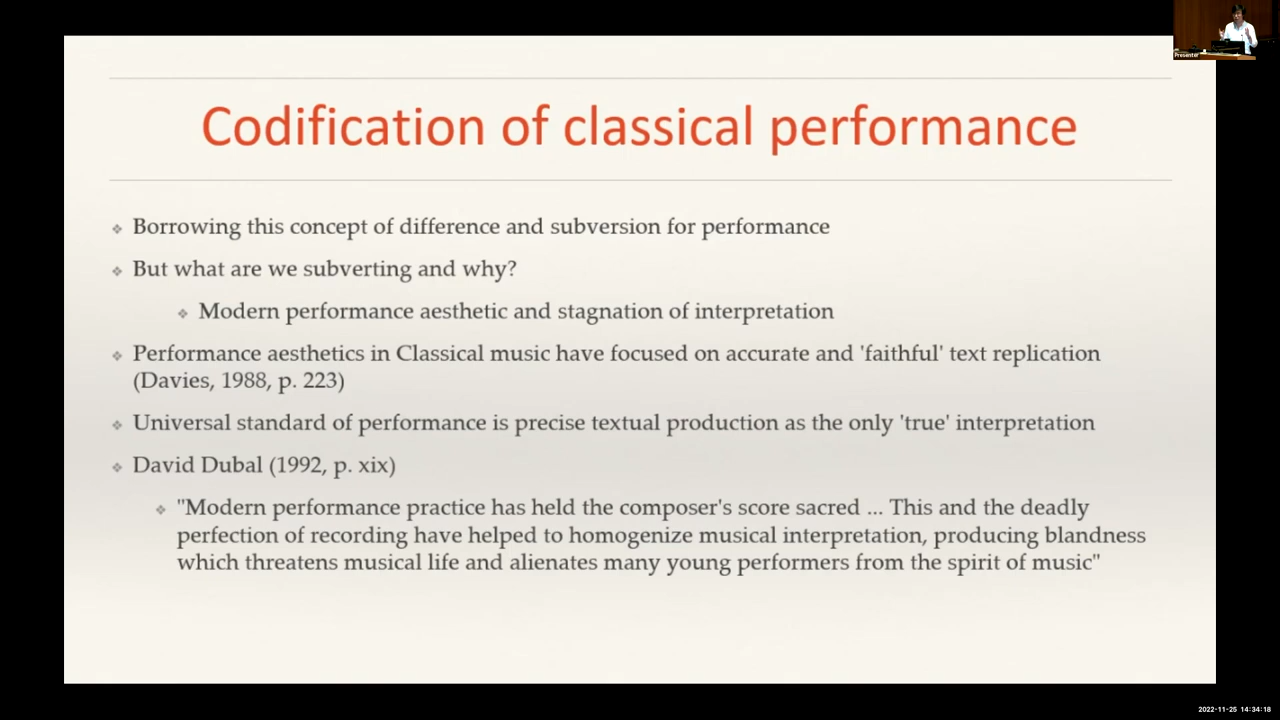 Presenter
Codification of classical performance
Borrowing this concept of difference and subversion for performance
But what are we subverting and why?
Modern performance aesthetic and stagnation of interpretation
Performance aesthetics in Classical music have focused on accurate and 'faithful' text replication
(Davies, 1988, p. 223)
Universal standard of performance is precise textual production as the only 'true' interpretation
David Dubal (1992, p. xix)
"Modern performance practice has held the composer's score sacred ... This and the deadly
perfection of recording have helped to homogenize musical interpretation, producing blandness
which threatens musical life and alienates many young performers from the spirit of music"
2022-11-25 14:34:18